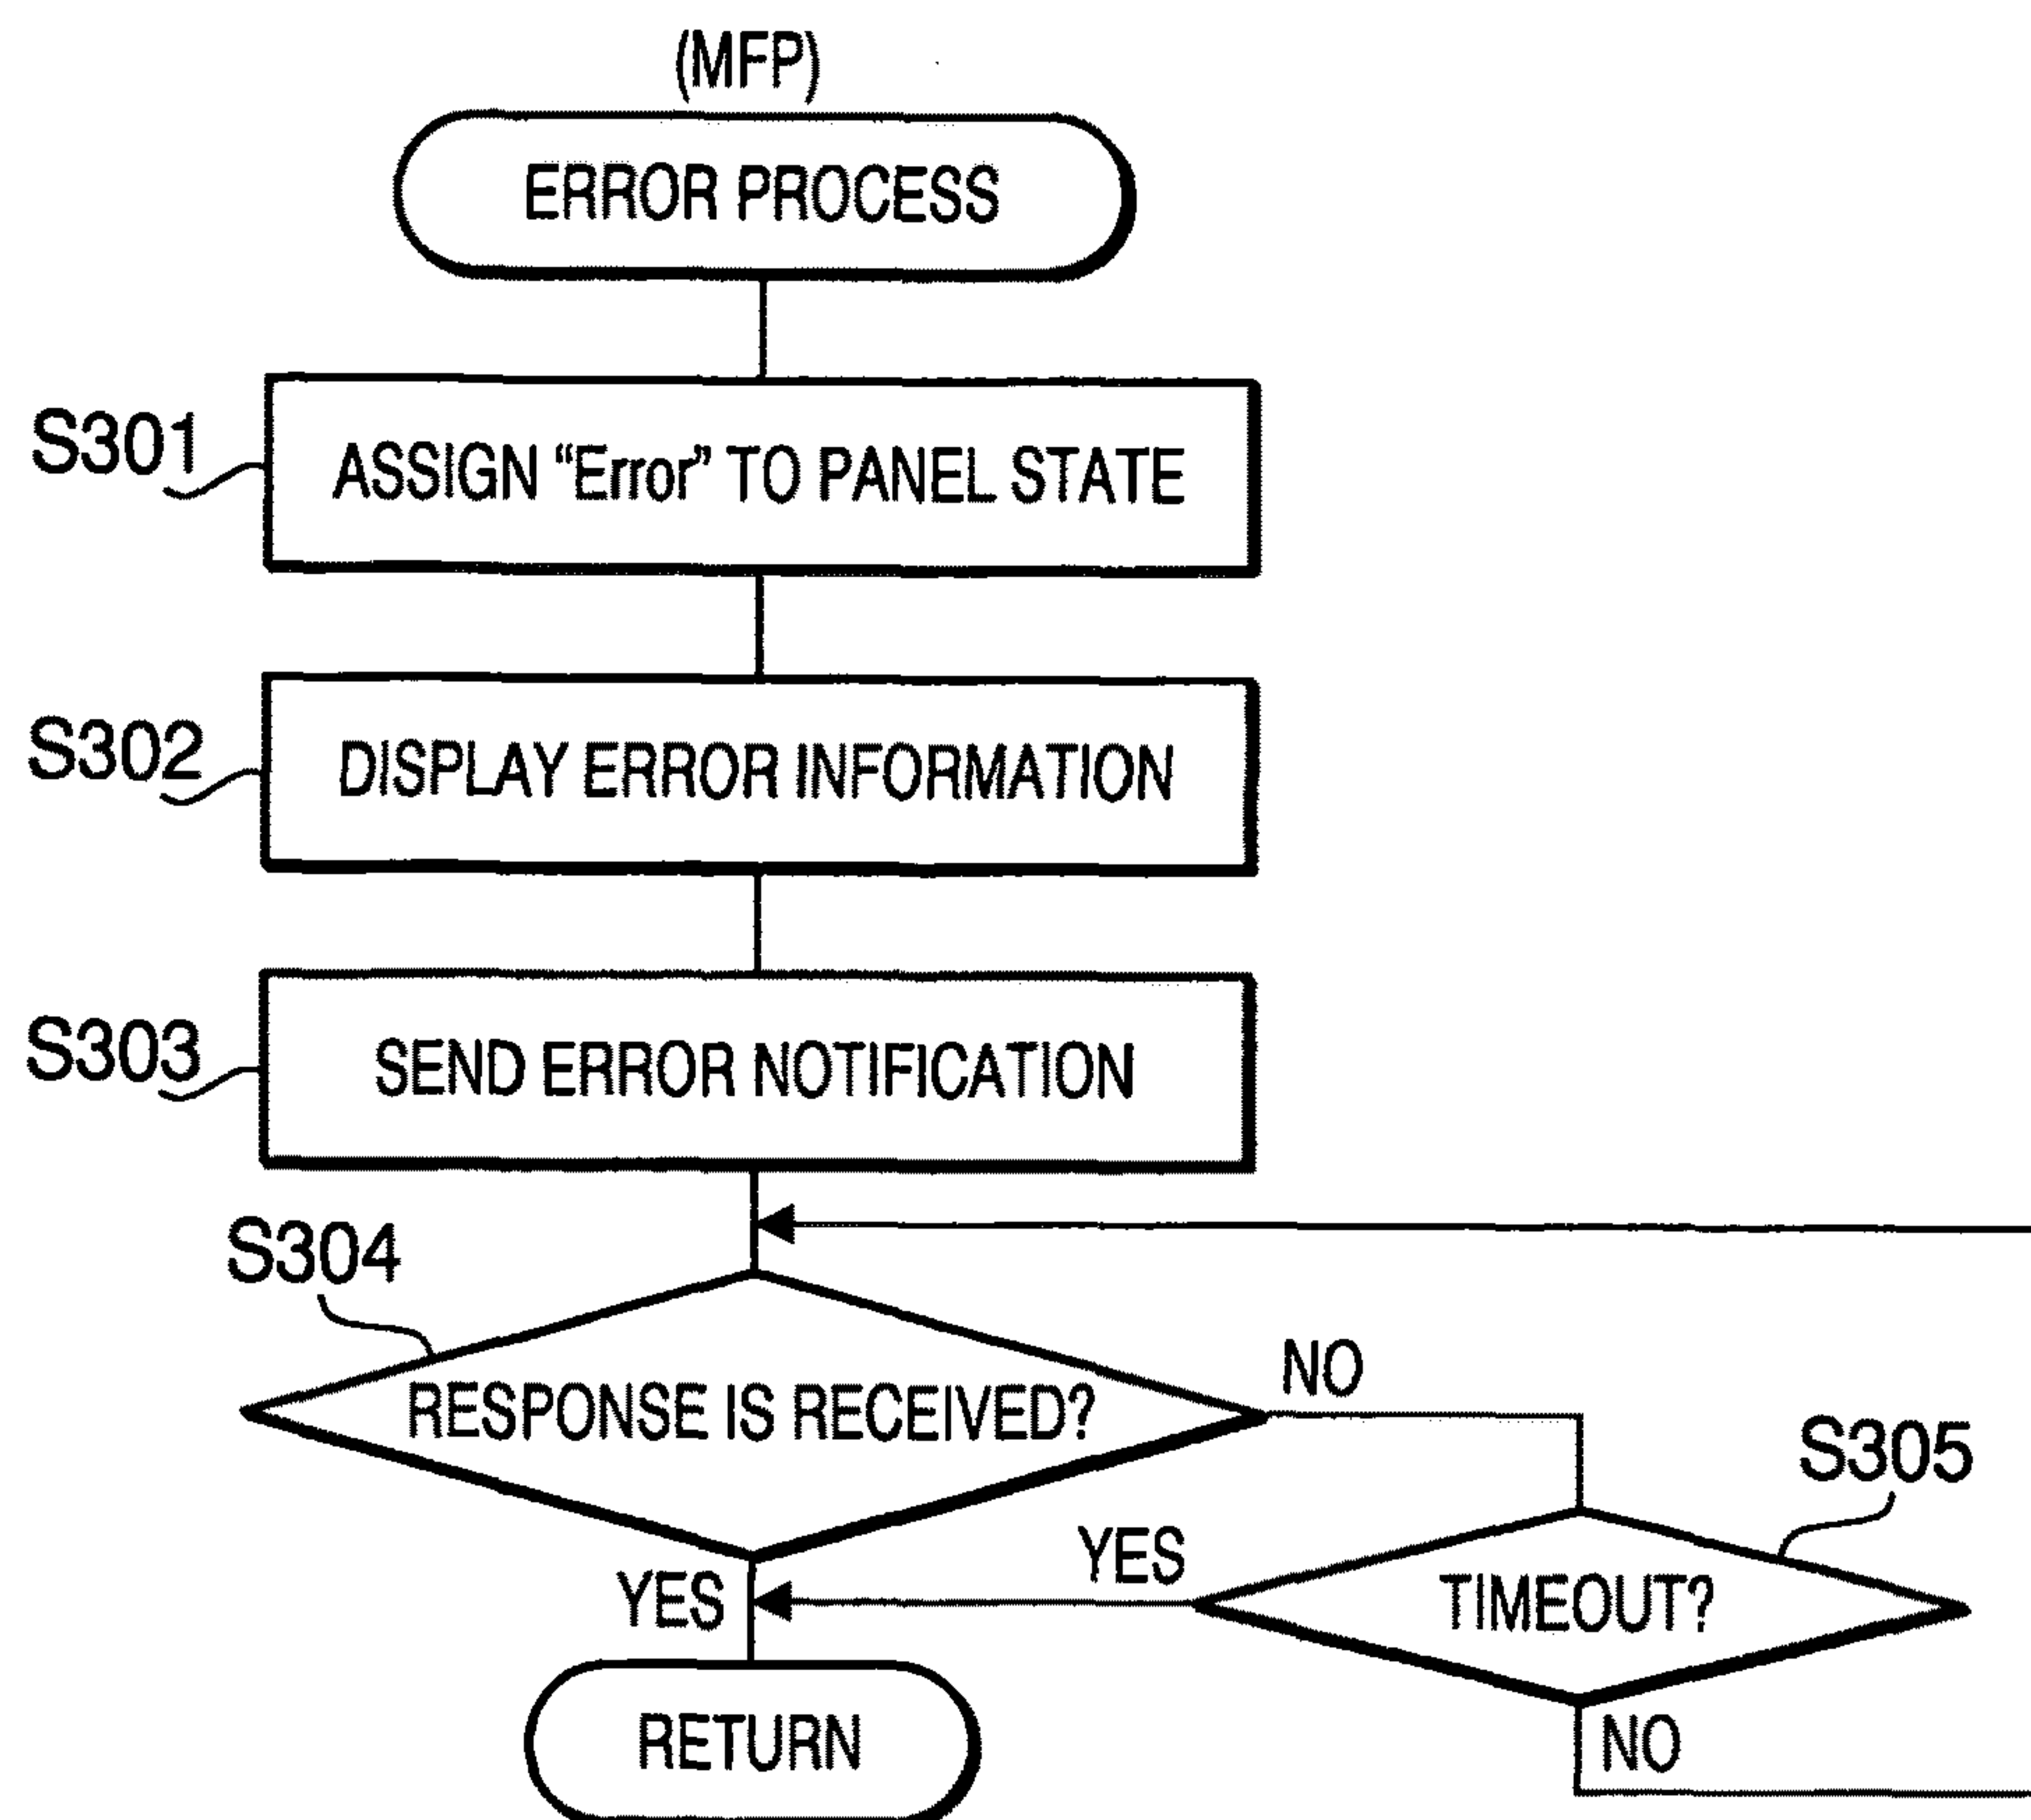 (MFP)
ERROR PROCESS
S301
ASSIGN “Error” TO PANEL STATE
S302
DISPLAY ERROR INFORMATION
S303
SEND ERROR NOTIFICATION
S304
RESPONSE IS RECEIVED?
NO
S305
YES
TIMEOUT?
YES
RETURN
NO